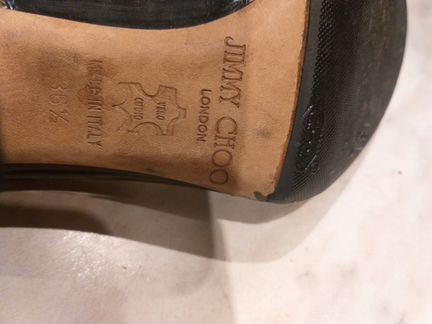 JIMMY CHOO
LONDON
VERO
CUOIO
MADE IN ITALY
36½